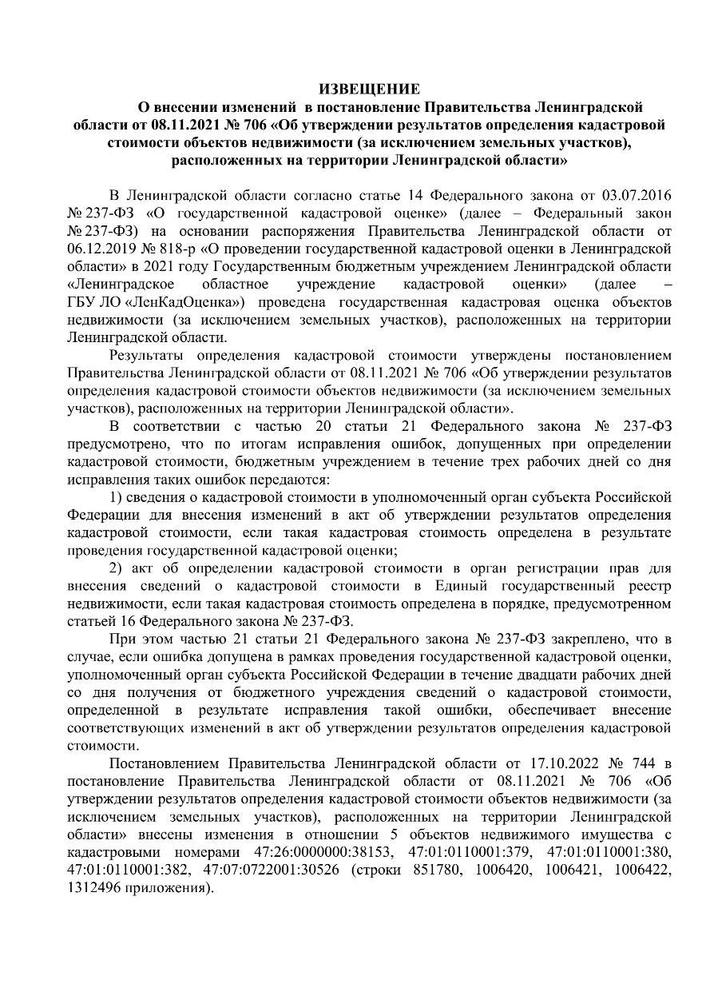 ИЗВЕЩЕНИЕ
О внесении изменений в постановление Правительства Ленинградской
области от 08.11.2021 № 706 «Об утверждении результатов определения кадастровой
стоимости объектов недвижимости (за исключением земельных участков),
расположенных на территории Ленинградской области»
В Ленинградской области согласно статье 14 Федерального закона от 03.07.2016
№ 237-ФЗ «О государственной кадастровой оценке» (далее – Федеральный закон
№ 237-ФЗ) на основании распоряжения Правительства Ленинградской области от
06.12.2019 № 818-р «О проведении государственной кадастровой оценки в Ленинградской
области» в 2021 году Государственным бюджетным учреждением Ленинградской области
«Ленинградское областное учреждение кадастровой оценки» (далее –
ГБУ ЛО «ЛенКадОценка») проведена государственная кадастровая оценка объектов
недвижимости (за исключением земельных участков), расположенных на территории
Ленинградской области.
Результаты определения кадастровой стоимости утверждены постановлением
Правительства Ленинградской области от 08.11.2021 № 706 «Об утверждении результатов
определения кадастровой стоимости объектов недвижимости (за исключением земельных
участков), расположенных на территории Ленинградской области».
В соответствии с частью 20 статьи 21 Федерального закона № 237-ФЗ
предусмотрено, что по итогам исправления ошибок, допущенных при определении
кадастровой стоимости, бюджетным учреждением в течение трех рабочих дней со дня
исправления таких ошибок передаются:
1) сведения о кадастровой стоимости в уполномоченный орган субъекта Российской
Федерации для внесения изменений в акт об утверждении результатов определения
кадастровой стоимости, если такая кадастровая стоимость определена в результате
проведения государственной кадастровой оценки;
2) акт об определении кадастровой стоимости в орган регистрации прав для
внесения сведений о кадастровой стоимости в Единый государственный реестр
недвижимости, если такая кадастровая стоимость определена в порядке, предусмотренном
статьей 16 Федерального закона № 237-ФЗ.
При этом частью 21 статьи 21 Федерального закона № 237-ФЗ закреплено, что в
случае, если ошибка допущена в рамках проведения государственной кадастровой оценки,
уполномоченный орган субъекта Российской Федерации в течение двадцати рабочих дней
со дня получения от бюджетного учреждения сведений о кадастровой стоимости,
определенной в результате исправления такой ошибки, обеспечивает внесение
соответствующих изменений в акт об утверждении результатов определения кадастровой
стоимости.
Постановлением Правительства Ленинградской области от 17.10.2022 № 744 в
постановление Правительства Ленинградской области от 08.11.2021 № 706 «Об
утверждении результатов определения кадастровой стоимости объектов недвижимости (за
исключением земельных участков), расположенных на территории Ленинградской
области» внесены изменения в отношении 5 объектов недвижимого имущества с
кадастровыми номерами 47:26:0000000:38153, 47:01:0110001:379, 47:01:0110001:380,
47:01:0110001:382, 47:07:0722001:30526 (строки 851780, 1006420, 1006421, 1006422,
1312496 приложения).